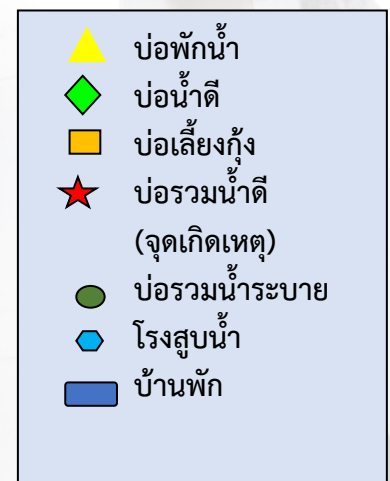 บ่อพักน้ำ
บ่อน้ำดี
บ่อเลี้ยงกุ้ง
บ่อรวมน้ำดี
(จุดเกิดเหตุ)
บ่อรวมน้ำระบาย
โรงสูบน้ำ
บ้านพัก